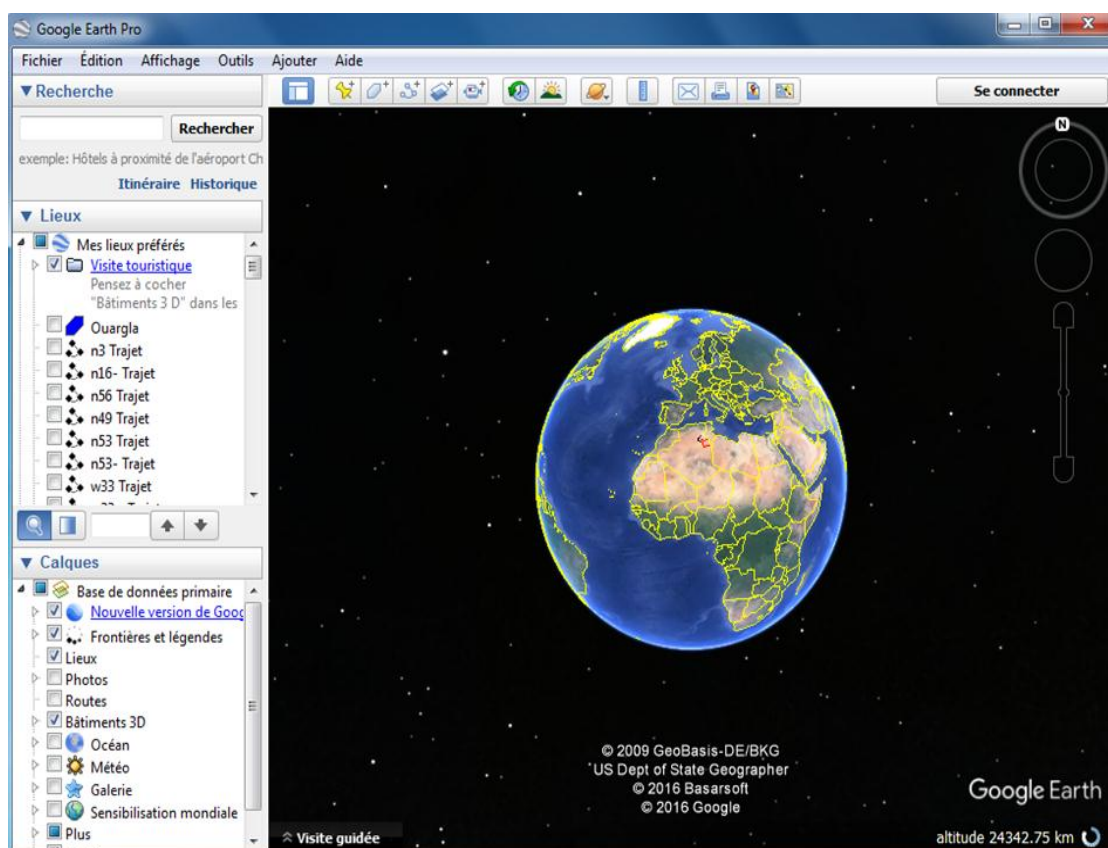 Google Earth Pro
Fichier Édition Affichage Outils Ajouter Aide
Recherche
Se connecter
Rechercher
exemple: Hôtels à proximité de l'aéroport Ch
Itinéraire Historique
N
Lieux
Mes lieux préférés
Visite touristique
Pensez à cocher
"Bâtiments 3 D" dans les
Ouargla
n3 Trajet
n16- Trajet
n56 Trajet
n49 Trajet
n53 Trajet
n53- Trajet
w33 Trajet
Calques
Base de données primaire
Nouvelle version de Goog
Frontières et légendes
Lieux
Photos
Routes
Bâtiments 3D
Océan
Météo
Galerie
Sensibilisation mondiale
Plus
© 2009 GeoBasis-DE/BKG
US Dept of State Geographer
© 2016 Basarsoft
© 2016 Google
Google Earth
Visite guidée
altitude 24342.75 km